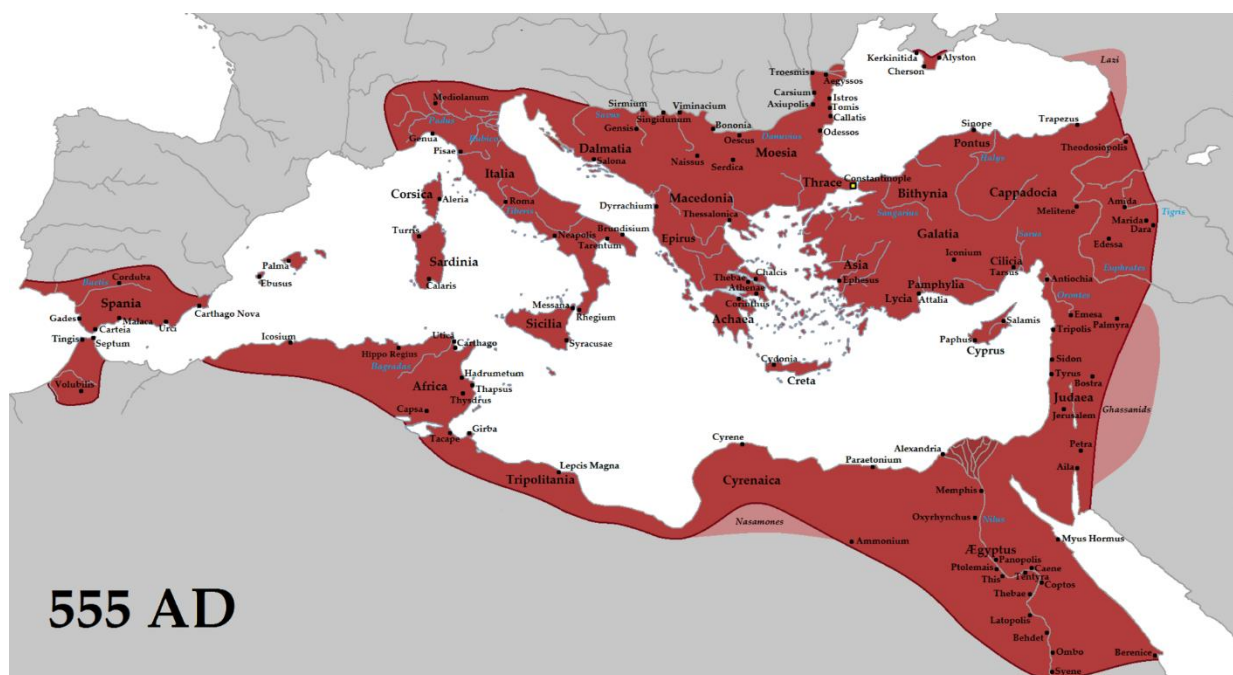 Kerkinitida
Alyston
Cherson
Lazi
Troesmis
Aegyssos
Mediolanum
Carsium
Istros
Sirmium
Viminacium
Axiupolis
Tomis
Padus
Savus
Singidunum
Bononia
Callatis
Sinope
Trapezus
Genua
Gensis
Oescus
Danuvius
Odessos
Pontus
Theodosiopolis
Pisae
Dalmatia
Moesia
Halys
Salona
Naissus
Serdica
Italia
Constantinople
Corsica
Thrace
Bithynia
Cappadocia
Amida
Aleria
Roma
Macedonia
Melitene
Tigris
Tiberis
Dyrrachium
Thessalonica
Sangarius
Marida
Dara
Turris
Neapolis
Brundisium
Galatia
Sarus
Tarentum
Epirus
Edessa
Palma
Sardinia
Asia
Iconium
Cilicia
Corduba
Ebusus
Calaris
Thebae
Chalcis
Ephesus
Tarsus
Antiochia
Euphrates
Baetis
Athenae
Pamphylia
Spania
Carthago Nova
Messana
Corinthus
Lycia
Attalia
Orontes
Gades
Malaca
Urci
Rhegium
Achaea
Salamis
Emesa
Palmyra
Carteia
Sicilia
Tripolis
Tingis
Septum
Icosium
Utica
Carthago
Syracusae
Paphus
Cyprus
Hippo Regius
Cydonia
Sidon
Bagradas
Creta
Tyrus
Volubilis
Hadrumetum
Bostra
Africa
Thapsus
Judaea
Thysdrus
Capsa
Jerusalem
Ghassanids
Tacape
Girba
Cyrene
Alexandria
Petra
Lepcis Magna
Paraetonium
Aila
Tripolitania
Cyrenaica
Memphis
Nasamones
Oxyrhynchus
Nilus
Ammonium
Myus Hormus
Ægyptus
Panopolis
Ptolemais
Caene
This
Tentyra
Coptos
555 AD
Thebae
Latopolis
Behdet
Ombo
Berenice
Syene